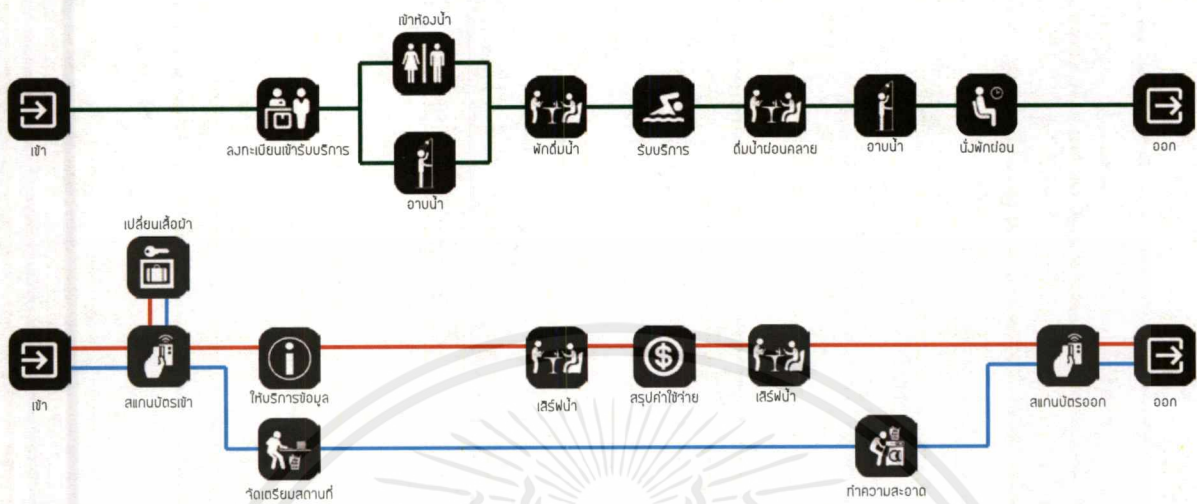 เข้าห้องน้ำ
เข้า
ลงทะเบียนเข้ารับบริการ
พักดื่มน้ำ
รับบริการ
ดื่มน้ำผ่อนคลาย
อาบน้ำ
นั่งพักผ่อน
ออก
อาบน้ำ
เปลี่ยนเสื้อผ้า
เข้า
สแกนบัตรเข้า
ให้บริการข้อมูล
เสิร์ฟน้ำ
สรุปค่าใช้จ่าย
เสิร์ฟน้ำ
สแกนบัตรออก
ออก
จัดเตรียมสถานที่
ทำความสะอาด